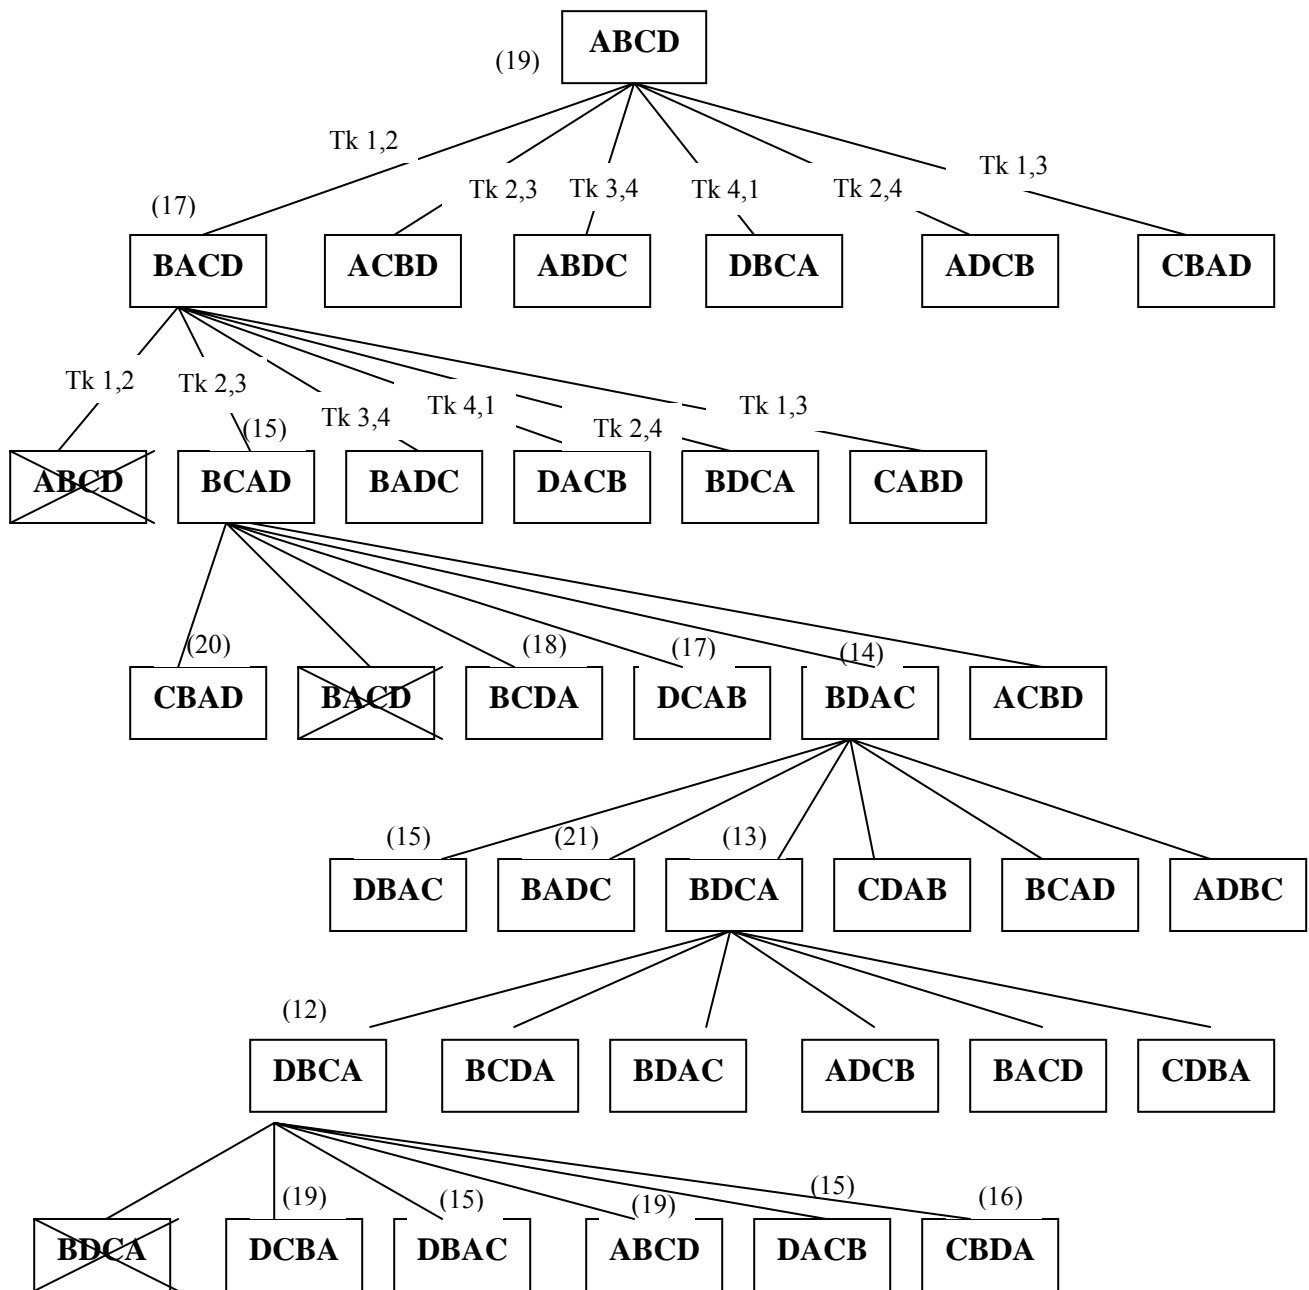 ABCD
(19)
Tk 1,2
Tk 2,3
Tk 3,4
Tk 4,1
Tk 2,4
Tk 1,3
(17)
BACD
ACBD
ABDC
DBCA
ADCB
CBAD
Tk 1,2
Tk 2,3
Tk 3,4
Tk 4,1
Tk 2,4
Tk 1,3
(15)
ABCD
BCAD
BADC
DACB
BDCA
CABD
(20)
(18)
(17)
(14)
CBAD
BACD
BCDA
DCAB
BDAC
ACBD
(15)
(21)
(13)
DBAC
BADC
BDCA
CDAB
BCAD
ADBC
(12)
DBCA
BCDA
BDAC
ADCB
BACD
CDBA
(19)
(15)
(19)
(15)
(16)
BDCA
DCBA
DBAC
ABCD
DACB
CBDA